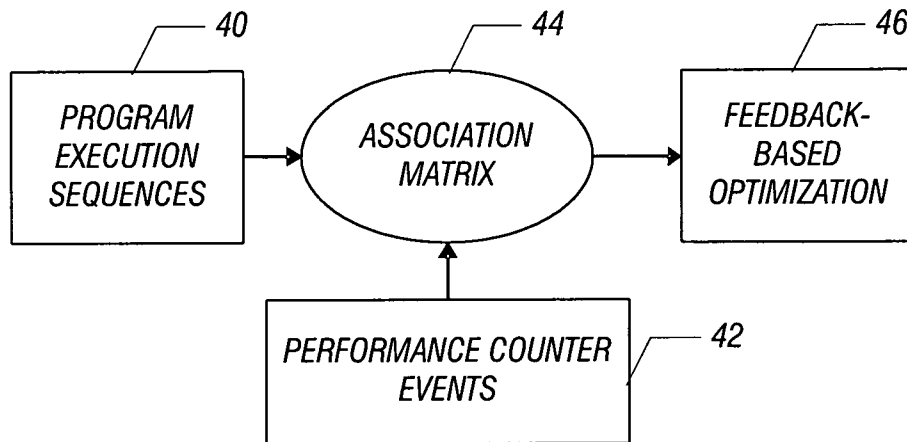 40
PROGRAM
EXECUTION
SEQUENCES
44
ASSOCIATION
MATRIX
46
FEEDBACK-
BASED
OPTIMIZATION
42
PERFORMANCE COUNTER
EVENTS